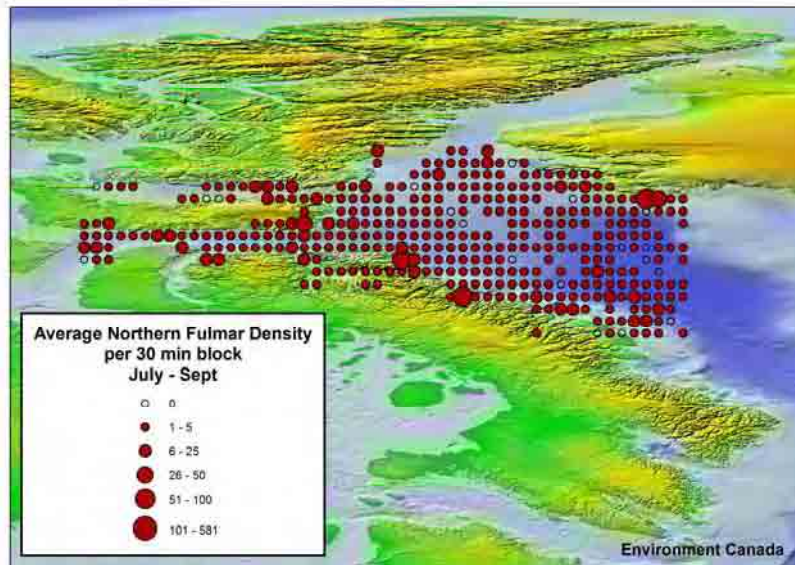 Average Northern Fulmar Density
per 30 min block
July - Sept
0
1 - 5
6 - 25
26 - 50
51 - 100
101 - 581
Environment Canada